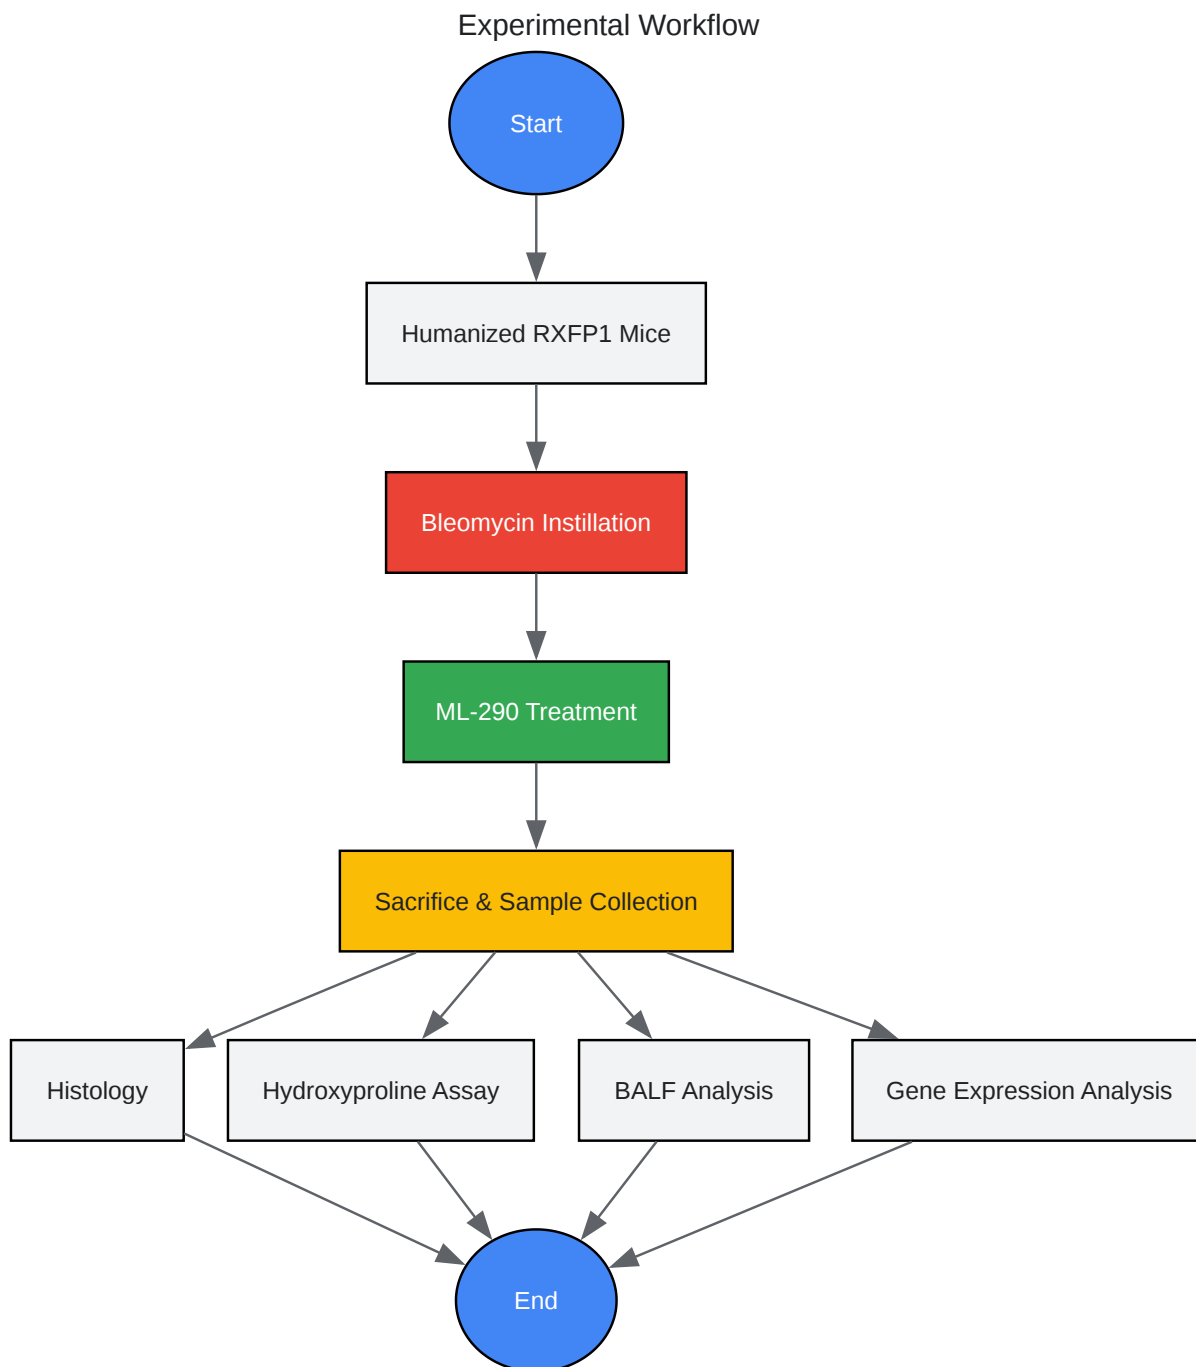 Experimental Workflow
Start
Humanized RXFP1 Mice
Bleomycin Instillation
ML-290 Treatment
Sacrifice & Sample Collection
Histology
Hydroxyproline Assay
BALF Analysis
Gene Expression Analysis
End